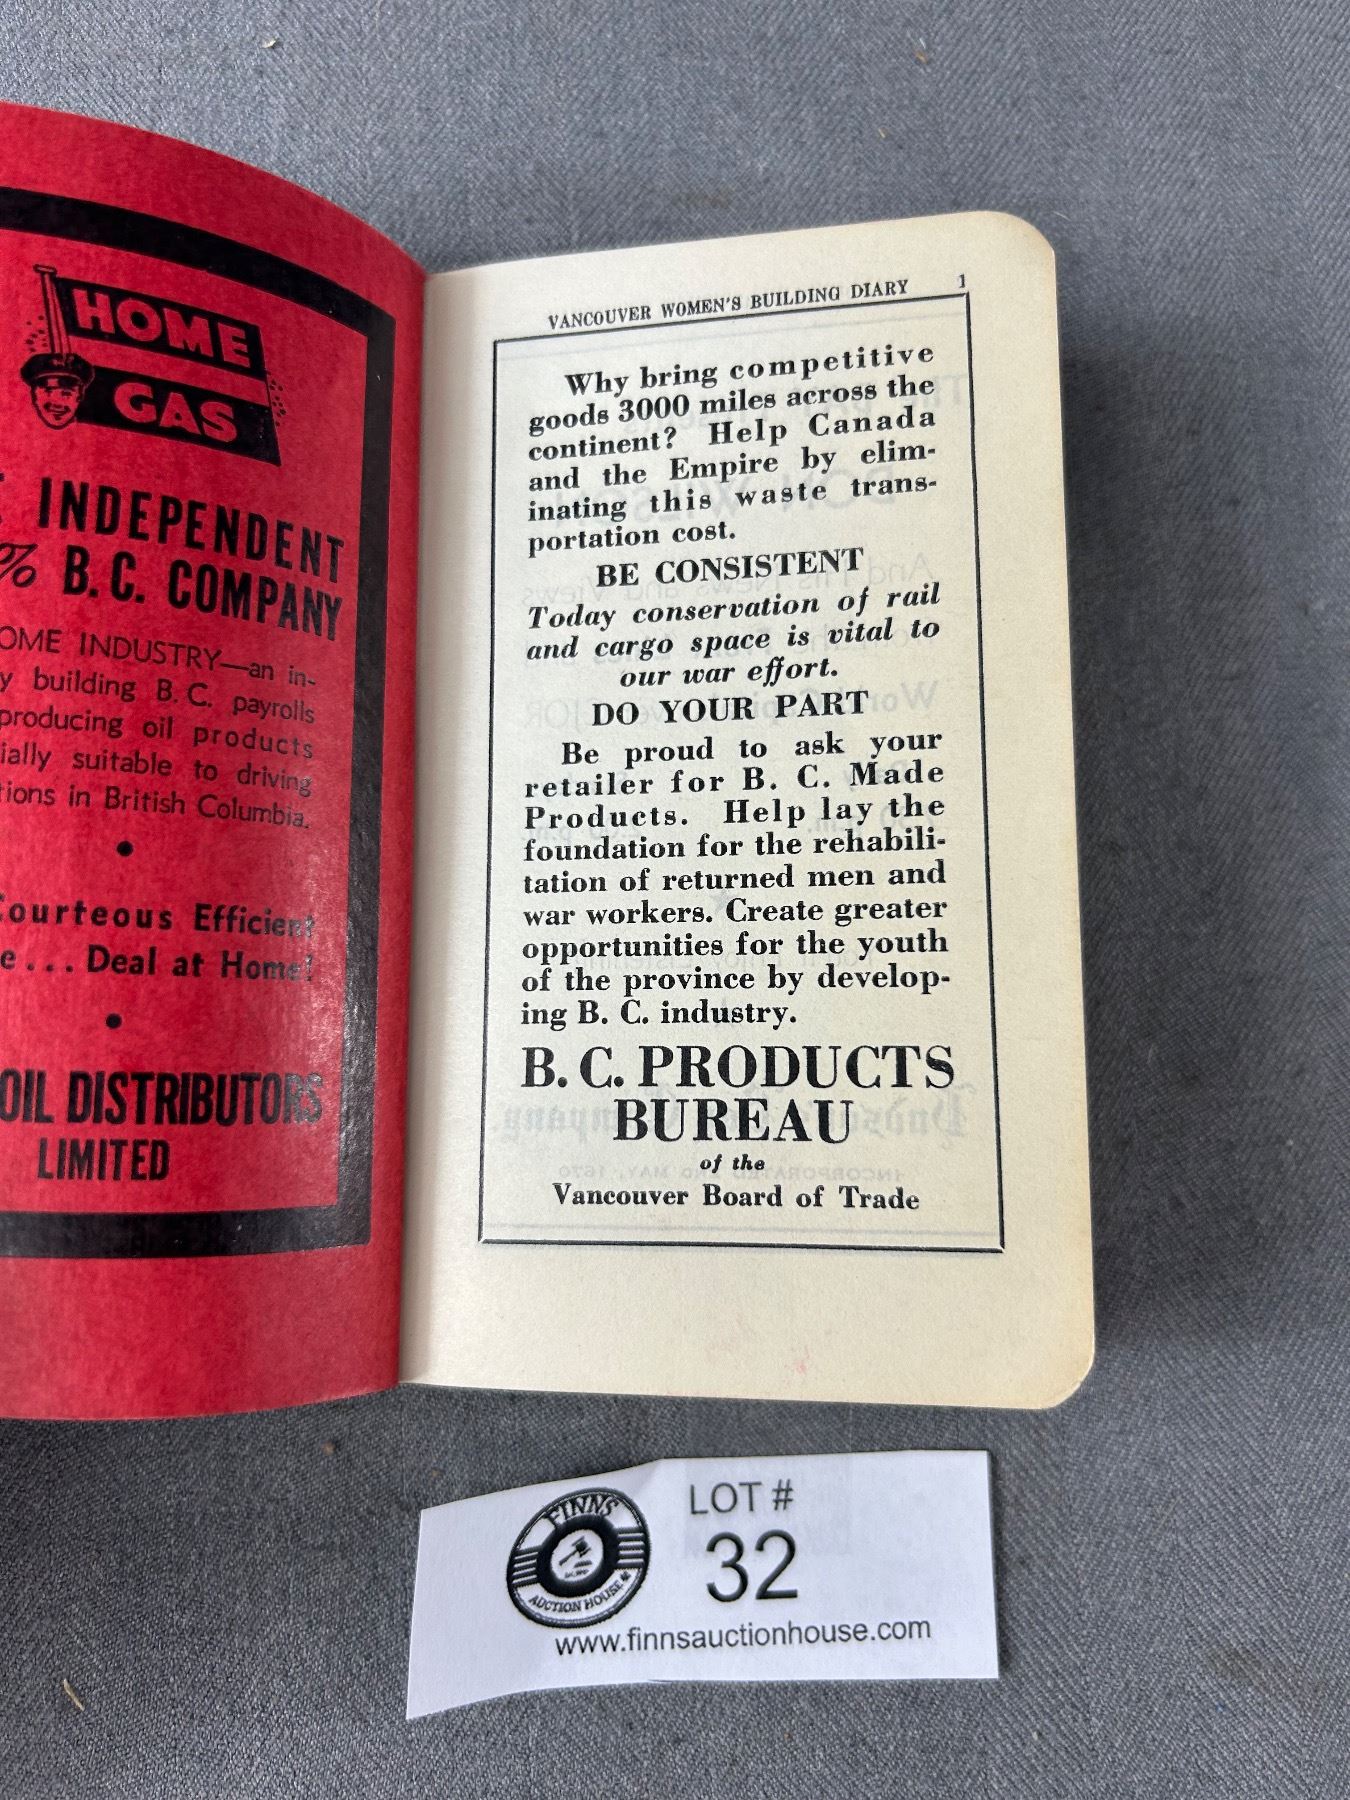 HOME
GAS
INDEPENDENT
% B.C. COMPANY
OME INDUSTRY—an in-
y building B.C. payrolls
producing oil products
ially suitable to driving
tions in British Columbia.
•
Courteous Efficient
e... Deal at Home!
•
OIL DISTRIBUTORS
LIMITED
VANCOUVER WOMEN'S BUILDING DIARY 1
Why bring competitive
goods 3000 miles across the
continent? Help Canada
and the Empire by elim-
inating this waste trans-
portation cost.
BE CONSISTENT
Today conservation of rail
and cargo space is vital to
our war effort.
DO YOUR PART
Be proud to ask your
retailer for B. C. Made
Products. Help lay the
foundation for the rehabili-
tation of returned men and
war workers. Create greater
opportunities for the youth
of the province by develop-
ing B. C. industry.
B. C. PRODUCTS
BUREAU
of the
Vancouver Board of Trade
FINNS
AUCTION HOUSE
LOT #
32
www.finnsauctionhouse.com